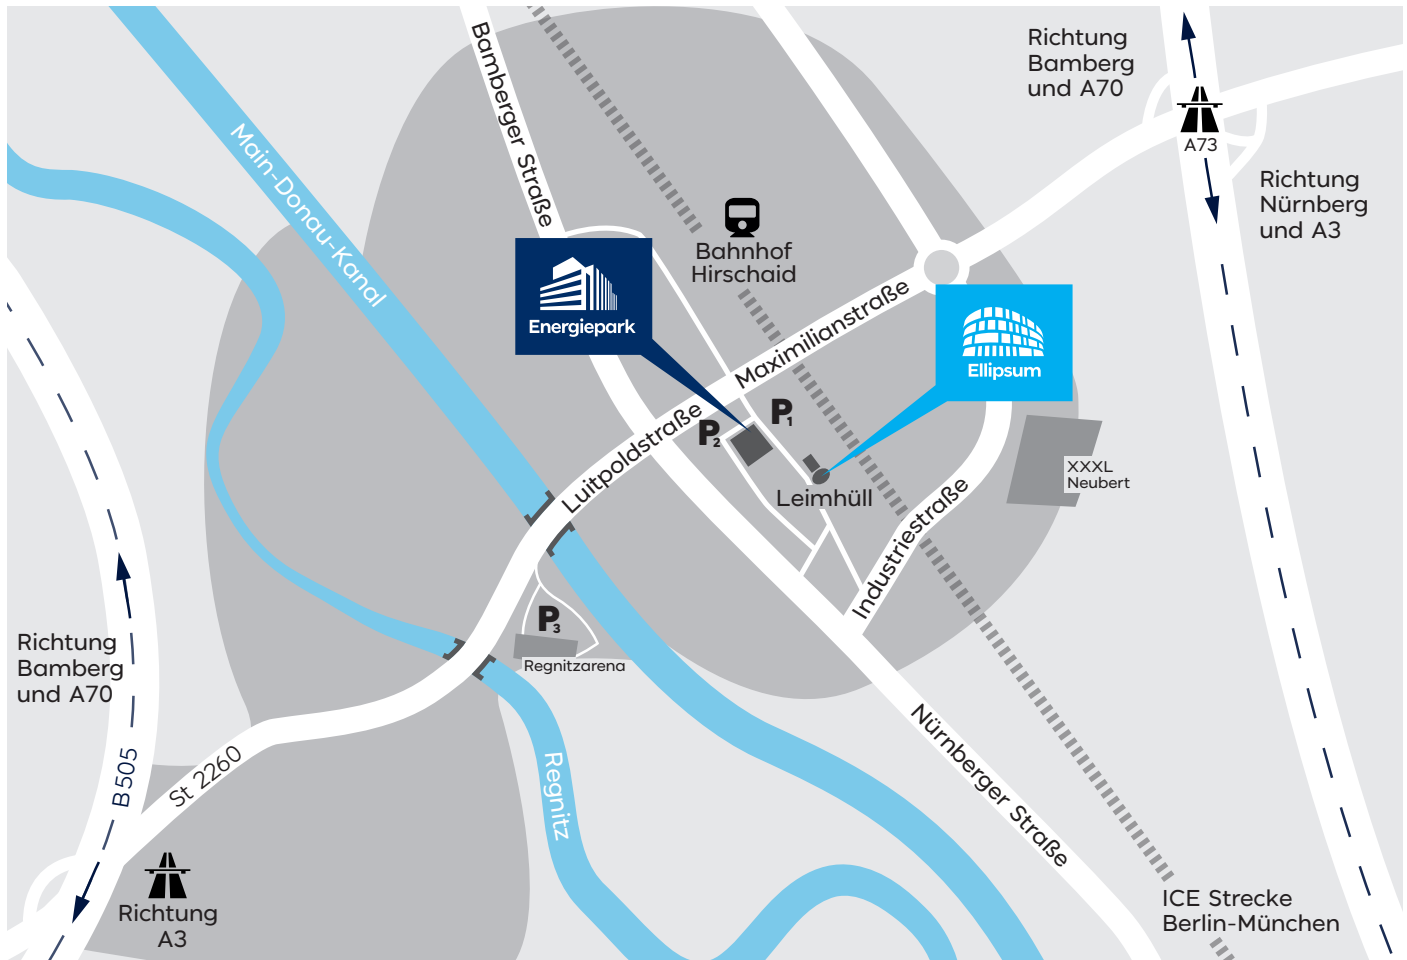 Bamberger Straße
Richtung
Bamberg
und A70
A73
Main-Donau-Kanal
Richtung
Nürnberg
und A3
Bahnhof
Hirschaid
Energiepark
Maximilianstraße
Ellipsum
P1
P2
Luitpoldstraße
XXXL
Neubert
Leimhüll
Industriestraße
P3
Regnitzarena
Richtung
Bamberg
und A70
B505
St 2260
Regnitz
Nürnberger Straße
Richtung
A3
ICE Strecke
Berlin-München